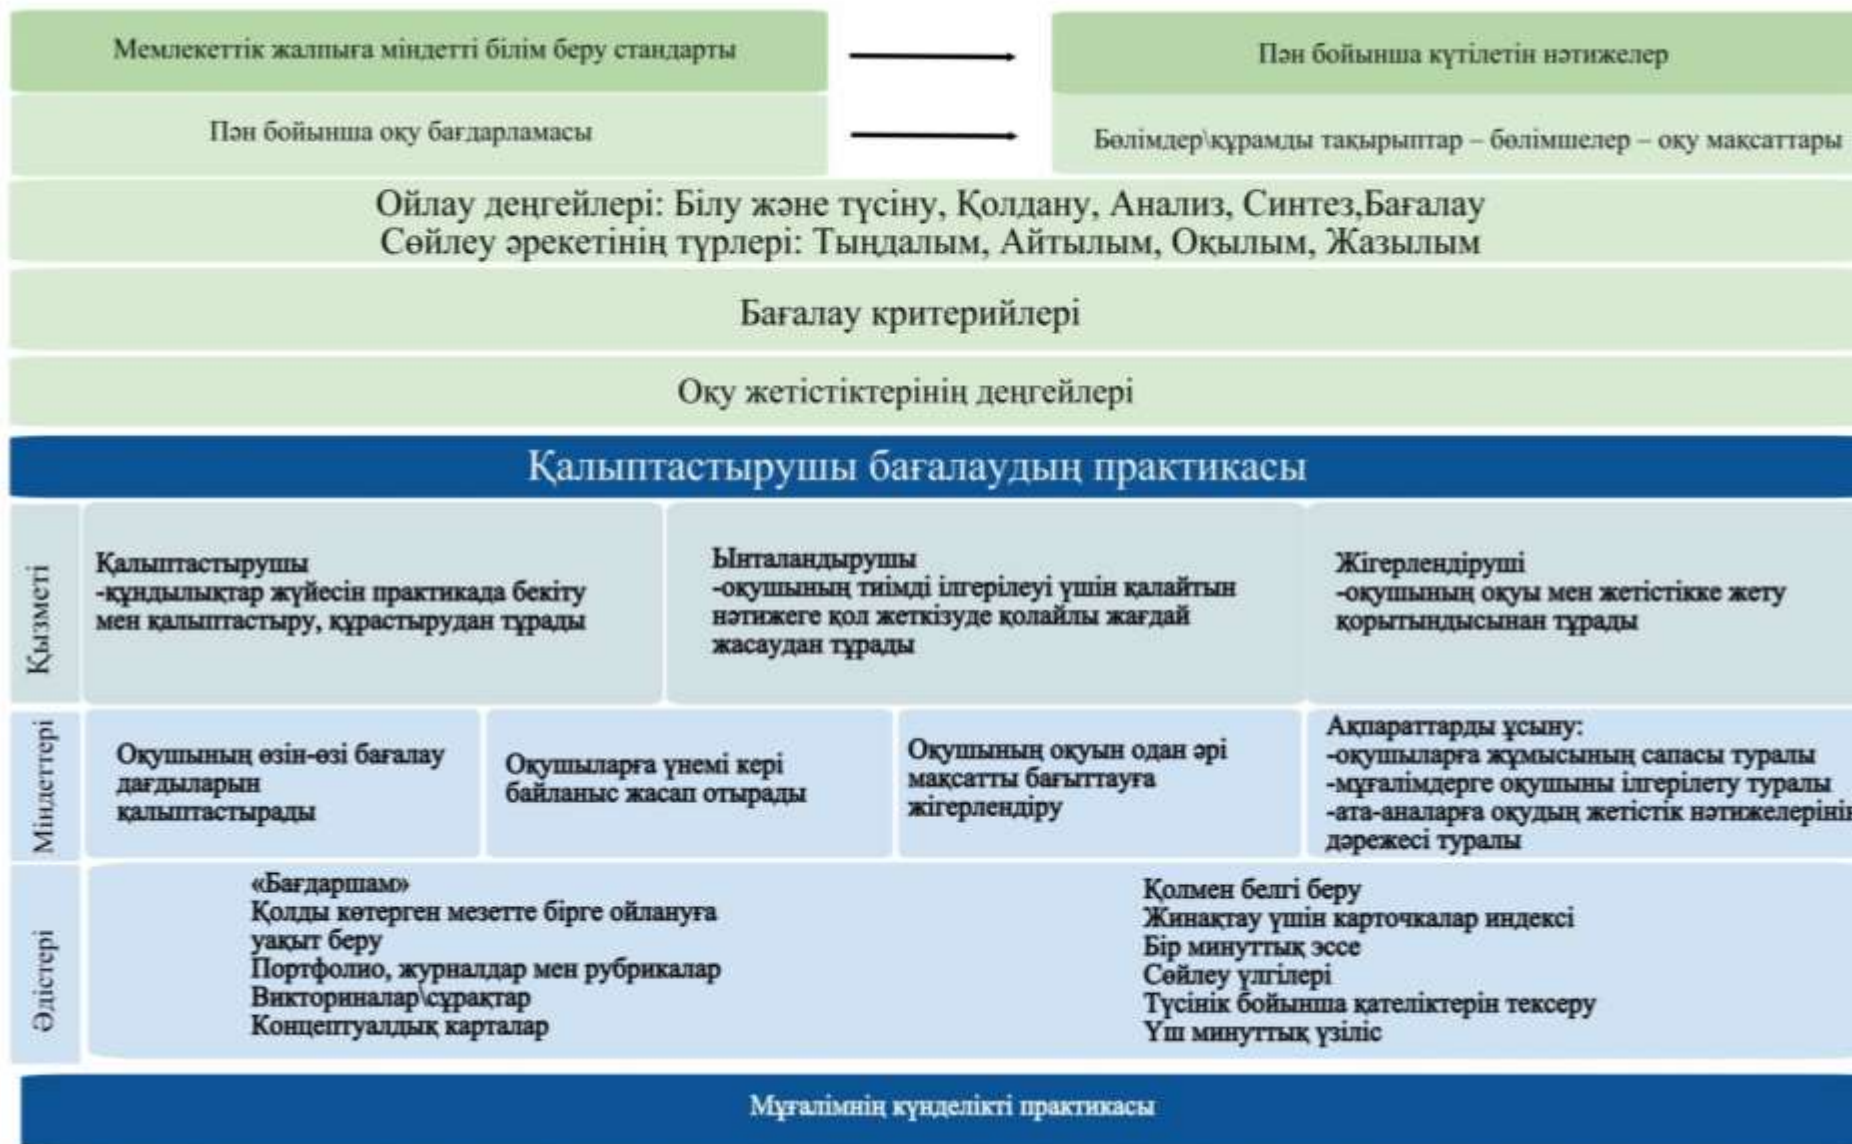 Мемлекеттік жалпыға міндетті білім беру стандарты
Пән бойынша күтілетін нәтижелер
Пән бойынша оқу бағдарламасы
Бөлімдер\құрамды тақырыптар – бөлімшелер – оқу мақсаттары
Ойлау деңгейлері: Білу және түсіну, Қолдану, Анализ, Синтез,Бағалау
Сөйлеу әрекетінің түрлері: Тыңдалым, Айтылым, Оқылым, Жазылым
Бағалау критерийлері
Оқу жетістіктерінің деңгейлері
Қалыптастырушы бағалаудың практикасы
Қызметі
Қалыптастырушы
-құндылықтар жүйесін практикада бекіту
мен қалыптастыру, құрастырудан тұрады
Ынталандырушы
-оқушының тиімді ілгерілеуі үшін қалайтын
нәтижеге қол жеткізуде қолайлы жағдай
жасаудан тұрады
Жігерлендіруші
-оқушының оқуы мен жетістікке жету
қорытындысынан тұрады
Міндеттері
Оқушының өзін-өзі бағалау
дағдыларын
қалыптастырады
Оқушыларға үнемі кері
байланыс жасап отырады
Оқушының оқуын одан әрі
мақсатты бағыттауға
жігерлендіру
Ақпараттарды ұсыну:
-оқушыларға жұмысының сапасы туралы
-мұғалімдерге оқушыны ілгерілету туралы
-ата-аналарға оқудың жетістік нәтижелерінің
дәрежесі туралы
Әдістері
«Бағдаршам»
Қолды көтерген мезетте бірге ойлануға
уақыт беру
Портфолио, журналдар мен рубрикалар
Викториналар\сұрақтар
Концептуалдық карталар
Қолмен белгі беру
Жинақтау үшін карточкалар индексі
Бір минуттық эссе
Сөйлеу үлгілері
Түсінік бойынша қателіктерін тексеру
Үш минуттық үзіліс
Мұғалімнің күнделікті практикасы